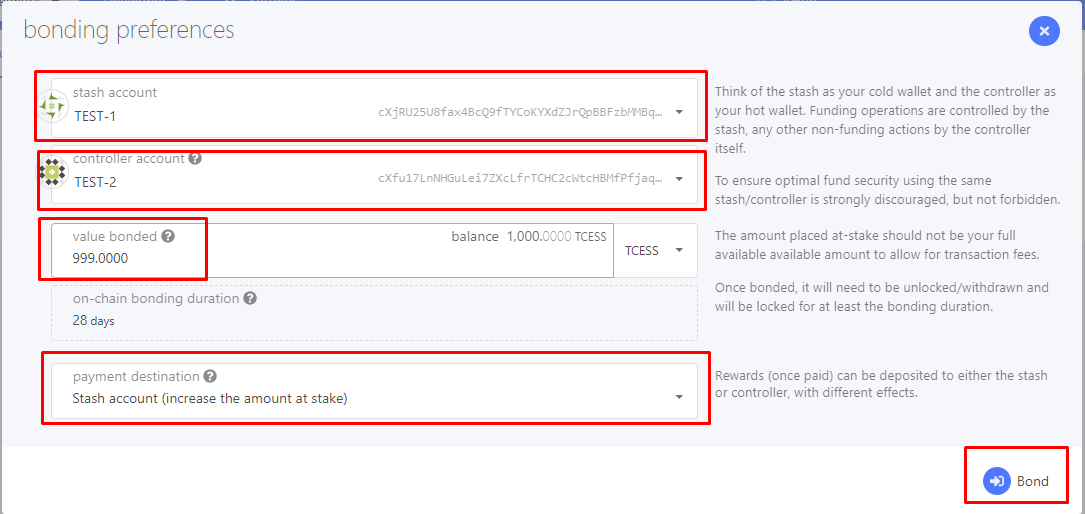 bonding preferences
stash account
TEST-1 cXjRU25U8fax4BcQ9fTYCoKYXdZJrQpBBFzbMMBq...
Think of the stash as your cold wallet and the controller as
your hot wallet. Funding operations are controlled by the
stash, any other non-funding actions by the controller
itself.
controller account
TEST-2 cXfu17LnNHGuLei7ZXcLfrTCHC2cWtcHBMfPfjaq...
To ensure optimal fund security using the same
stash/controller is strongly discouraged, but not forbidden.
value bonded
999.0000
balance 1,000.0000 TCESS
TCESS
The amount placed at-stake should not be your full
available available amount to allow for transaction fees.
on-chain bonding duration
28 days
Once bonded, it will need to be unlocked/withdrawn and
will be locked for at least the bonding duration.
payment destination
Stash account (increase the amount at stake)
Rewards (once paid) can be deposited to either the stash
or controller, with different effects.
Bond